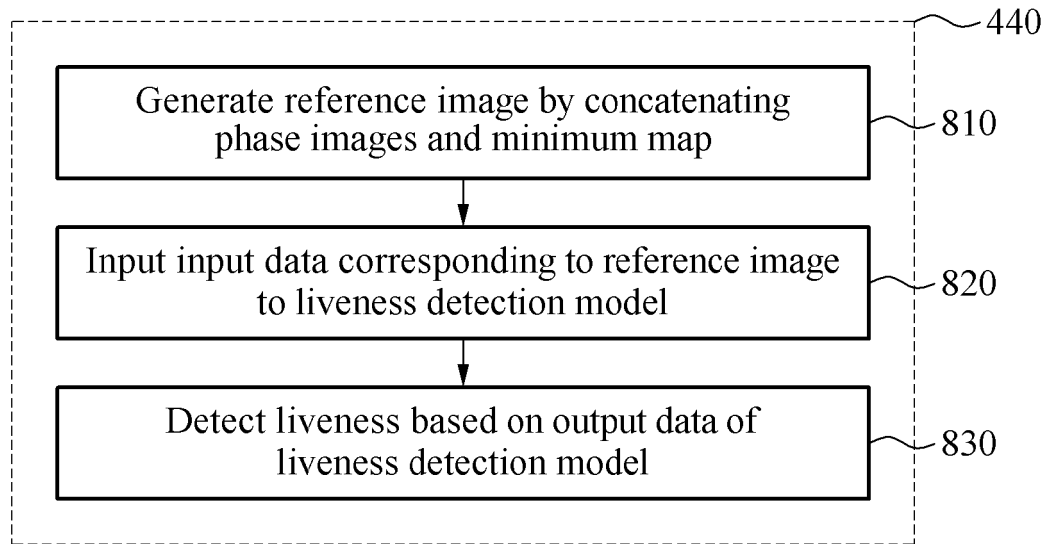 440
Generate reference image by concatenating
phase images and minimum map
810
Input input data corresponding to reference image
to liveness detection model
820
Detect liveness based on output data of
liveness detection model
830